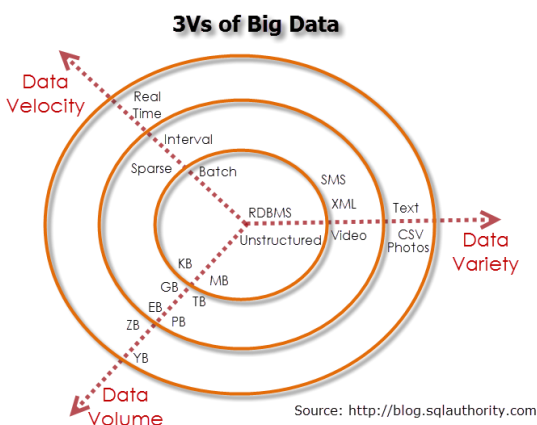 3Vs of Big Data
Data
Velocity
Real
Time
Interval
Sparse
Batch
SMS
XML
Text
RDBMS
Unstructured
Video
CSV
Photos
Data
Variety
KB
MB
GB
TB
EB
PB
ZB
YB
Data
Volume
Source: http://blog.sqlauthority.com